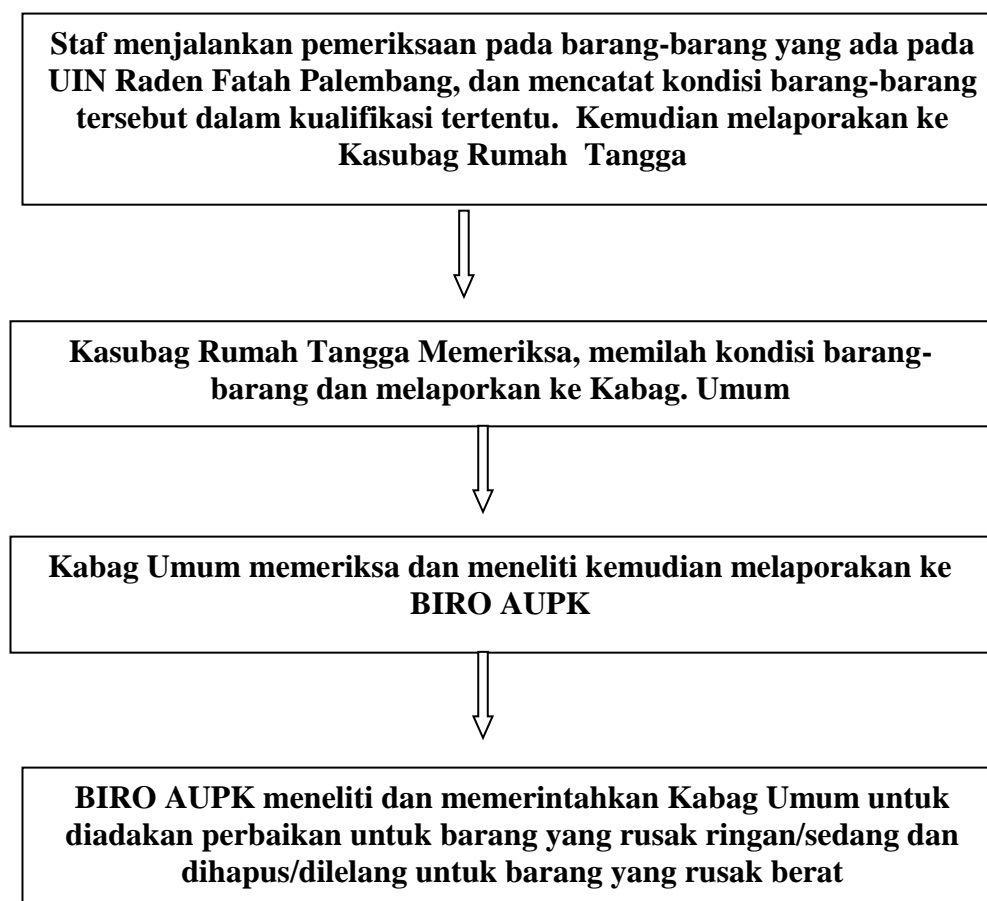 Staf menjalankan pemeriksaan pada barang-barang yang ada pada
UIN Raden Fatah Palembang, dan mencatat kondisi barang-barang
tersebut dalam kualifikasi tertentu. Kemudian melaporakan ke
Kasubag Rumah Tangga
Kasubag Rumah Tangga Memeriksa, memilah kondisi barang-
barang dan melaporkan ke Kabag. Umum
Kabag Umum memeriksa dan meneliti kemudian melaporakan ke
BIRO AUPK
BIRO AUPK meneliti dan memerintahkan Kabag Umum untuk
diadakan perbaikan untuk barang yang rusak ringan/sedang dan
dihapus/dilelang untuk barang yang rusak berat